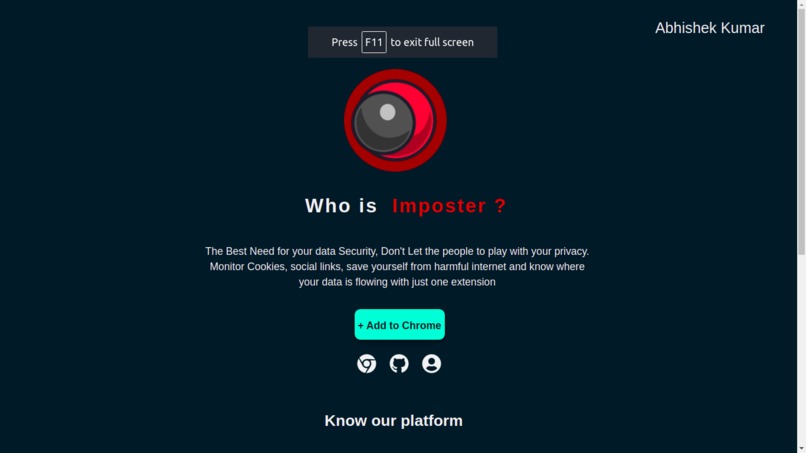 Abhishek Kumar
Press F11 to exit full screen
Who is Imposter ?
The Best Need for your data Security, Don't Let the people to play with your privacy.
Monitor Cookies, social links, save yourself from harmful internet and know where
your data is flowing with just one extension
+ Add to Chrome
Know our platform